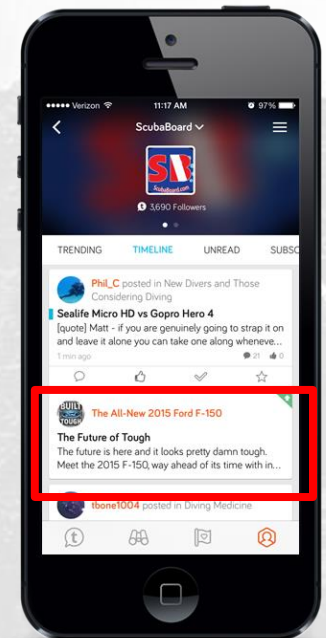 Verizon 11:17 AM 97%
ScubaBoard
SB
ScubaBoard.com
3,690 Followers
TRENDING TIMELINE UNREAD SUBSC
Phil_C posted in New Divers and Those
Considering Diving
Sealife Micro HD vs Gopro Hero 4
[quote] Matt - if you are genuinely going to strap it on
and leave it alone you can take one along wheneve...
1 min ago 21 0
BUILT
TOUGH
The All-New 2015 Ford F-150
The Future of Tough
The future is here and it looks pretty damn tough.
Meet the 2015 F-150, way ahead of its time with in...
tbone1004 posted in Diving Medicine
t